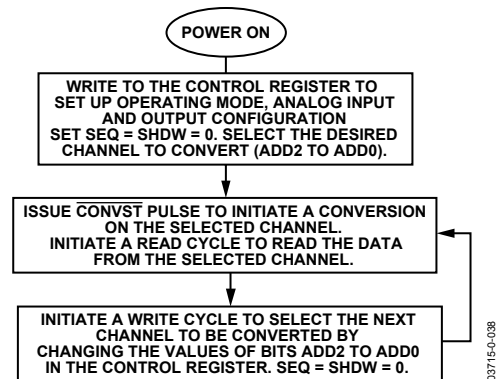 POWER ON
WRITE TO THE CONTROL REGISTER TO
SET UP OPERATING MODE, ANALOG INPUT
AND OUTPUT CONFIGURATION
SET SEQ = SHDW = 0. SELECT THE DESIRED
CHANNEL TO CONVERT (ADD2 TO ADD0).
ISSUE CONVST PULSE TO INITIATE A CONVERSION
ON THE SELECTED CHANNEL.
INITIATE A READ CYCLE TO READ THE DATA
FROM THE SELECTED CHANNEL.
INITIATE A WRITE CYCLE TO SELECT THE NEXT
CHANNEL TO BE CONVERTED BY
CHANGING THE VALUES OF BITS ADD2 TO ADD0
IN THE CONTROL REGISTER. SEQ = SHDW = 0.
03715-0-038